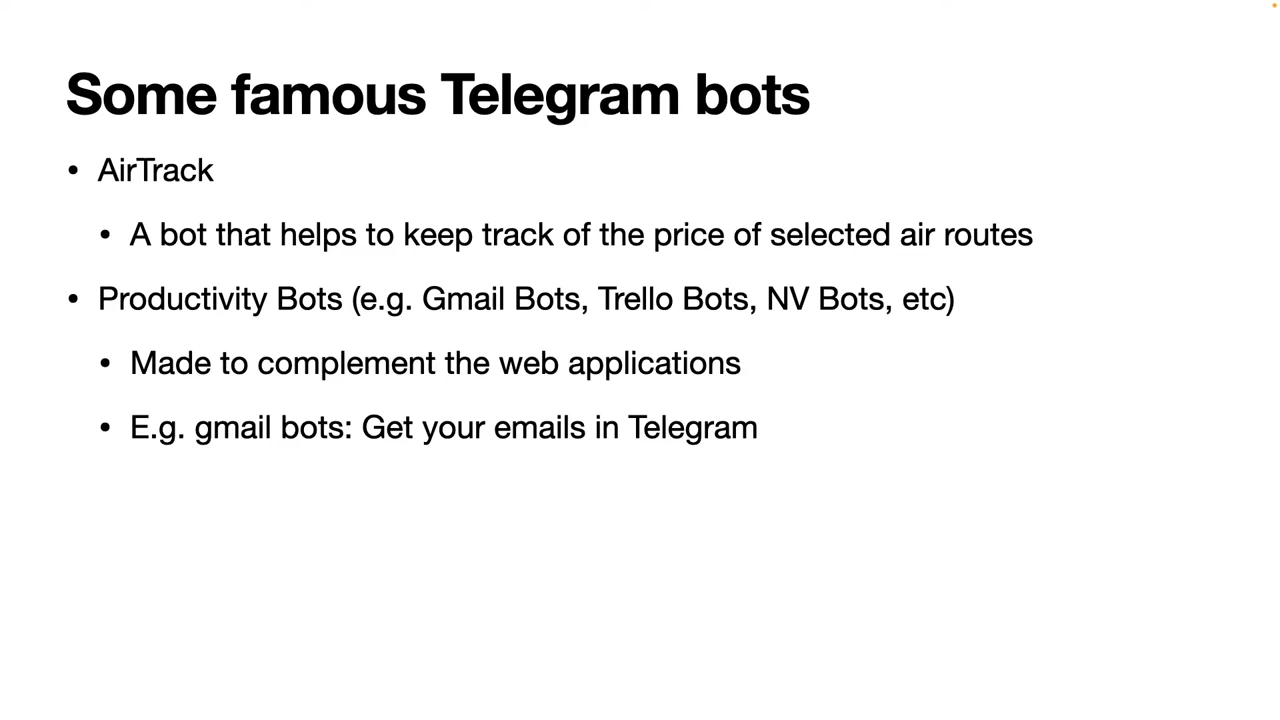 Some famous Telegram bots
• AirTrack
• A bot that helps to keep track of the price of selected air routes
• Productivity Bots (e.g. Gmail Bots, Trello Bots, NV Bots, etc)
• Made to complement the web applications
• E.g. gmail bots: Get your emails in Telegram